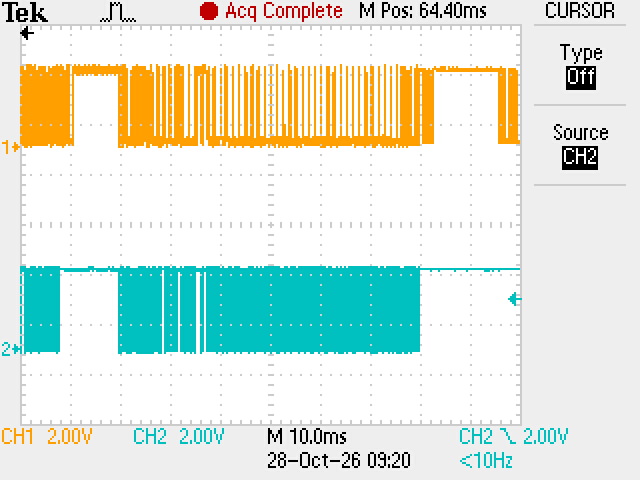 Tek Acq Complete M Pos: 64.40ms CURSOR
Type
Off
Source
CH2
1
2
CH1 2.00V CH2 2.00V M 10.0ms CH2 2.00V
28-Oct-26 09:20 <10Hz